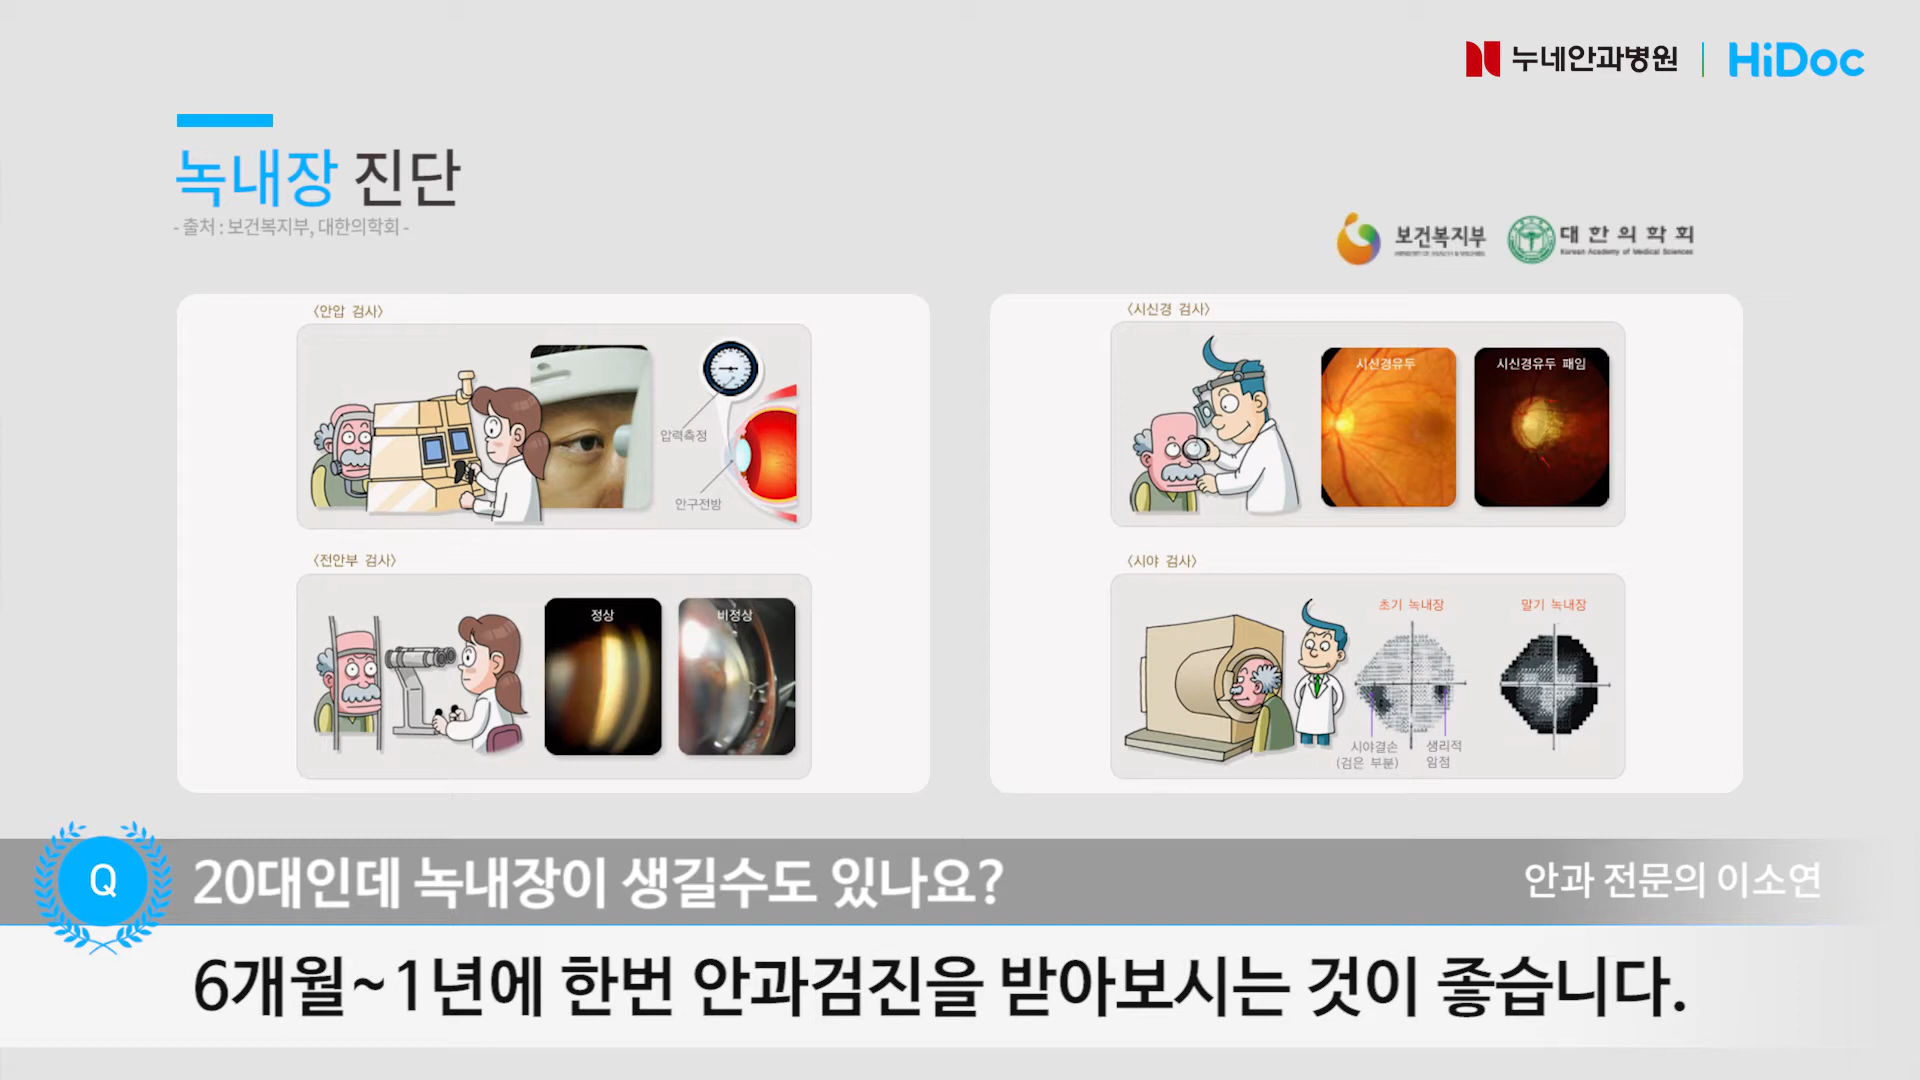 누네안과병원
HiDoc
녹내장 진단
- 출처 : 보건복지부, 대한의학회 -
보건복지부
대한의학회
Korean Academy of Medical Sciences
〈안압 검사〉
압력측정
안구전방
〈전안부 검사〉
정상
비정상
〈시신경 검사〉
시신경유두
시신경유두 패임
〈시야 검사〉
초기 녹내장
말기 녹내장
시야결손
(검은 부분)
생리적
암점
Q
20대인데 녹내장이 생길수도 있나요?
안과 전문의 이소연
6개월~1년에 한번 안과검진을 받아보시는 것이 좋습니다.